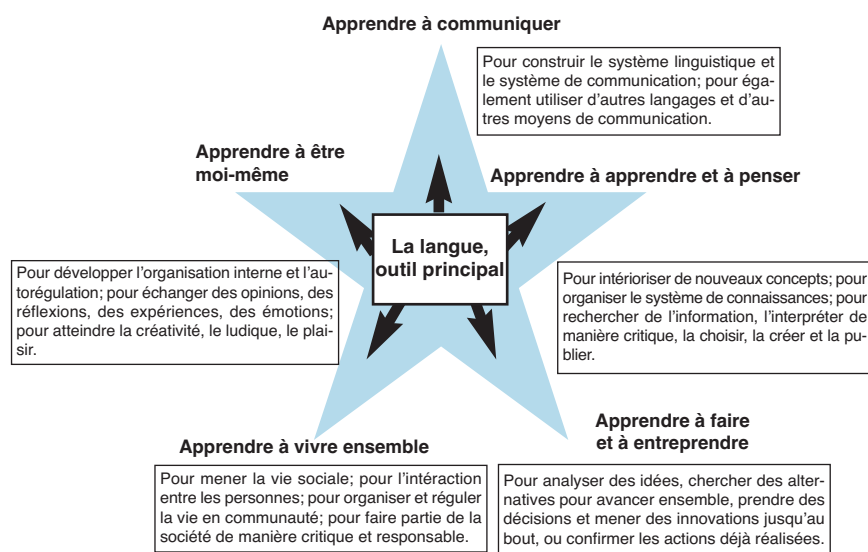 Apprendre à communiquer
Pour construire le système linguistique et
le système de communication; pour éga-
lement utiliser d'autres langages et d'au-
tres moyens de communication.
Apprendre à être
moi-même
Apprendre à apprendre et à penser
La langue,
outil principal
Pour développer l'organisation interne et l'au-
torégulation; pour échanger des opinions, des
réflexions, des expériences, des émotions;
pour atteindre la créativité, le ludique, le plai-
sir.
Pour intérioriser de nouveaux concepts; pour
organiser le système de connaissances; pour
rechercher de l'information, l'interpréter de
manière critique, la choisir, la créer et la pu-
blier.
Apprendre à vivre ensemble
Pour mener la vie sociale; pour l'intéraction
entre les personnes; pour organiser et réguler
la vie en communauté; pour faire partie de la
société de manière critique et responsable.
Apprendre à faire
et à entreprendre
Pour analyser des idées, chercher des alter-
natives pour avancer ensemble, prendre des
décisions et mener des innovations jusqu'au
bout, ou confirmer les actions déjà réalisées.